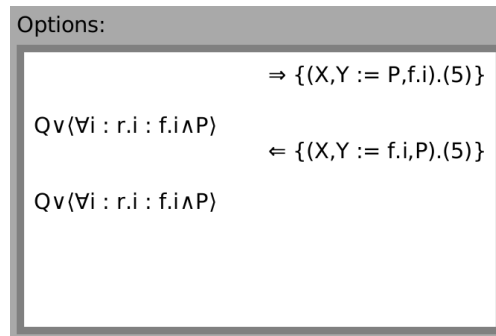 Options:
⇒ {(X,Y := P,f.i).(5)}
Q∨⟨∀i : r.i : f.i∧P⟩
⇐ {(X,Y := f.i,P).(5)}
Q∨⟨∀i : r.i : f.i∧P⟩